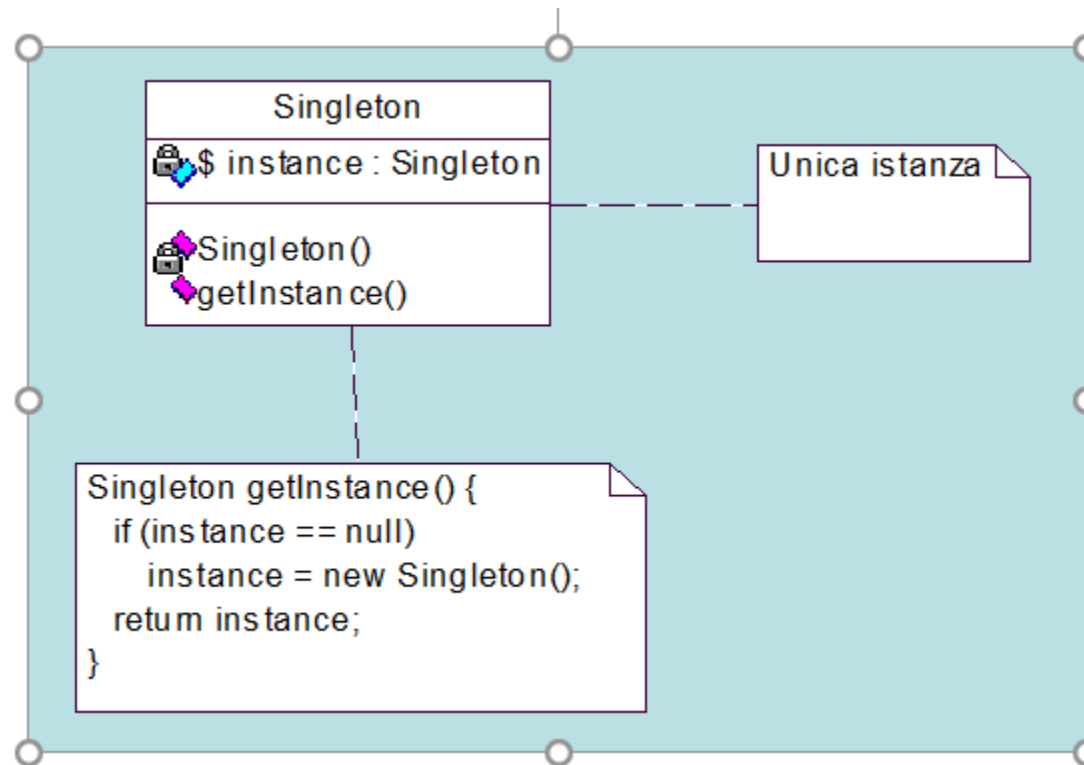 Singleton
$ instance : Singleton
Singleton()
getInstance()
Unica istanza
Singleton getInstance() {
if (instance == null)
instance = new Singleton();
return instance;
}